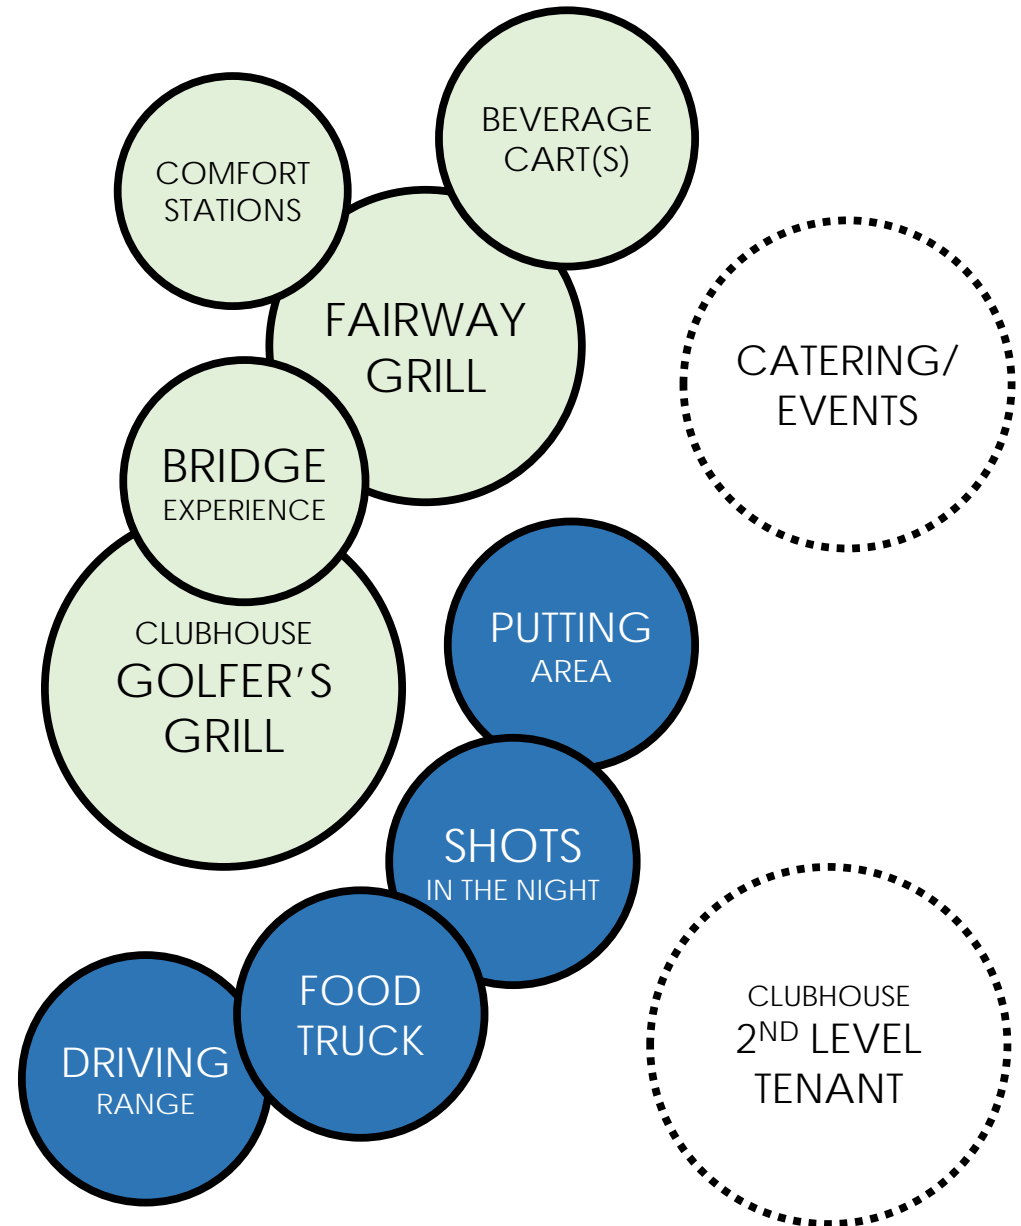 BEVERAGE
CART(S)
COMFORT
STATIONS
FAIRWAY
GRILL
CATERING/
EVENTS
BRIDGE
EXPERIENCE
CLUBHOUSE
GOLFER'S
GRILL
PUTTING
AREA
SHOTS
IN THE NIGHT
FOOD
TRUCK
DRIVING
RANGE
CLUBHOUSE
2ND LEVEL
TENANT